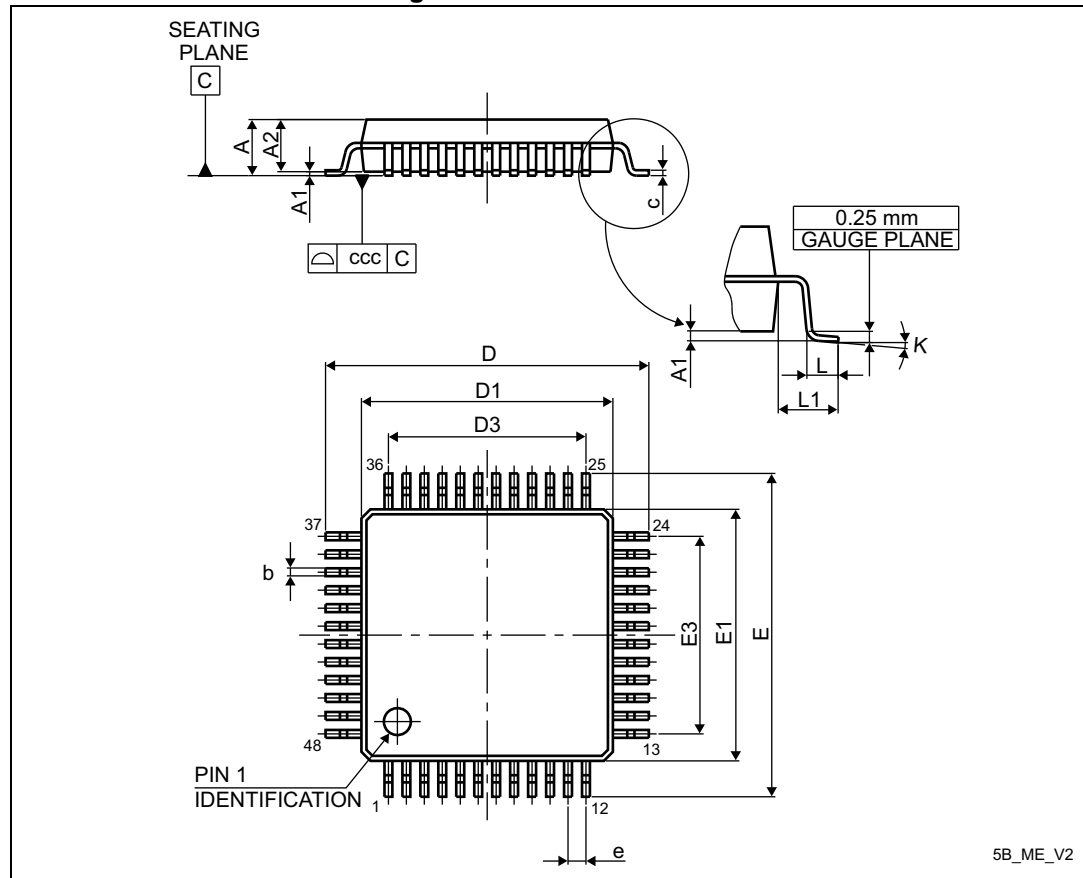 SEATING
PLANE
C
A
A2
A1
c
ccc C
0.25 mm
GAUGE PLANE
A1
K
L
L1
D
D1
D3
36
25
37
24
b
E3
E1
E
48
13
PIN 1
IDENTIFICATION
1
12
e
5B_ME_V2